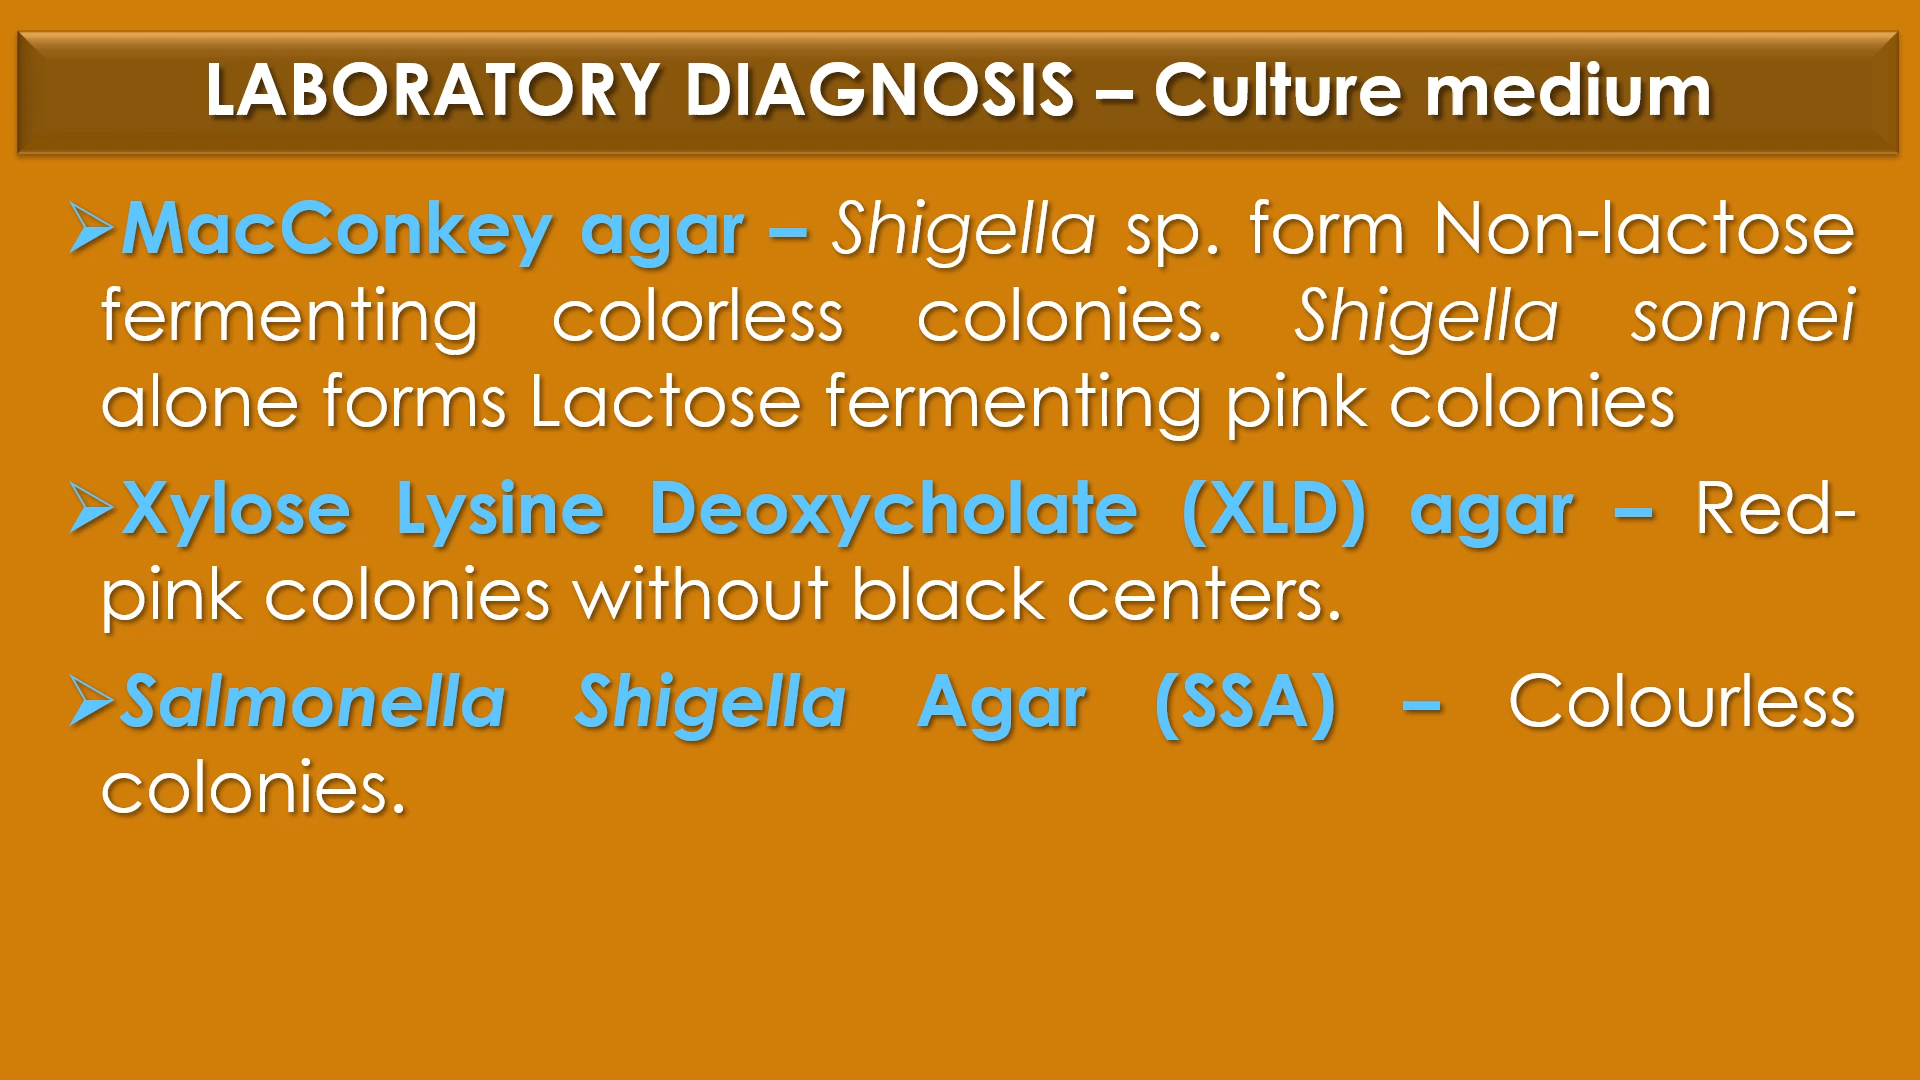 LABORATORY DIAGNOSIS – Culture medium
➢MacConkey agar – Shigella sp. form Non-lactose
fermenting colorless colonies. Shigella sonnei
alone forms Lactose fermenting pink colonies
➢Xylose Lysine Deoxycholate (XLD) agar – Red-
pink colonies without black centers.
➢Salmonella Shigella Agar (SSA) – Colourless
colonies.